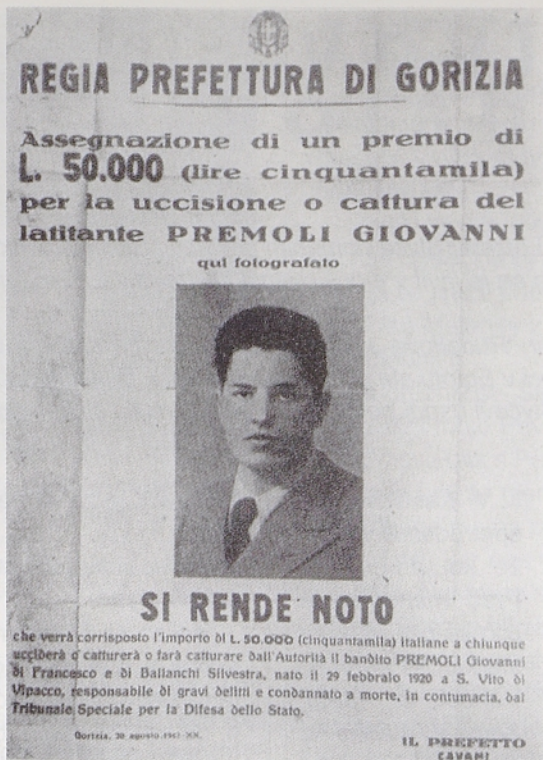 REGIA PREFETTURA DI GORIZIA
Assegnazione di un premio di
L. 50.000 (lire cinquantamila)
per la uccisione o cattura del
latitante PREMOLI GIOVANNI
qui fotografato
SI RENDE NOTO
che verrà corrisposto l'importo di L. 50.000 (cinquantamila) italiane a chiunque
ucciderà o catturerà o farà catturare dall'Autorità il bandito PREMOLI Giovanni
di Francesco e di Ballanchi Silvestra, nato il 29 febbraio 1920 a S. Vito di
Vipacco, responsabile di gravi delitti e condannato a morte, in contumacia, dal
Tribunale Speciale per la Difesa dello Stato.
Gorizia, 20 agosto
IL PREFETTO
CAVANI